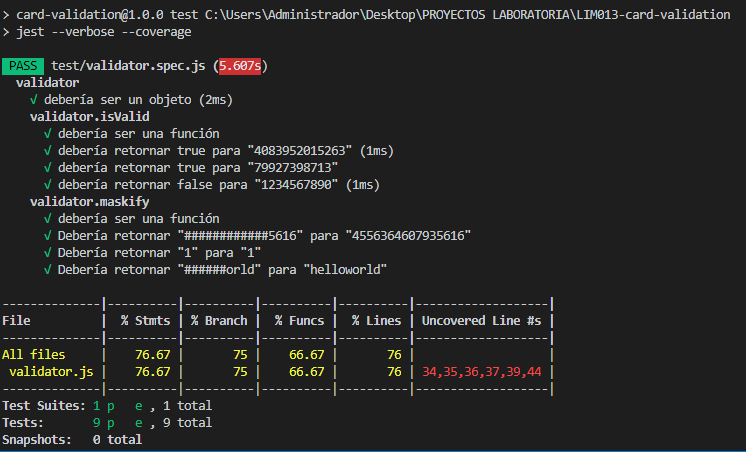 > card-validation@1.0.0 test C:\Users\Administrador\Desktop\PROYECTOS LABORATORIA\LIM013-card-validation
> jest --verbose --coverage
PASS test/validator.spec.js (5.607s)
validator
√ debería ser un objeto (2ms)
validator.isValid
√ debería ser una función
√ debería retornar true para "4083952015263" (1ms)
√ debería retornar true para "79927398713"
√ debería retornar false para "1234567890" (1ms)
validator.maskify
√ debería ser una función
√ Debería retornar "############5616" para "4556364607935616"
√ Debería retornar "1" para "1"
√ Debería retornar "######orld" para "helloworld"
--------------|----------|----------|----------|----------|-------------------|
File | % Stmts | % Branch | % Funcs | % Lines | Uncovered Line #s |
--------------|----------|----------|----------|----------|-------------------|
All files | 76.67 | 75 | 66.67 | 76 | |
validator.js | 76.67 | 75 | 66.67 | 76 | 34,35,36,37,39,44 |
--------------|----------|----------|----------|----------|-------------------|
Test Suites: 1 p e , 1 total
Tests: 9 p e , 9 total
Snapshots: 0 total